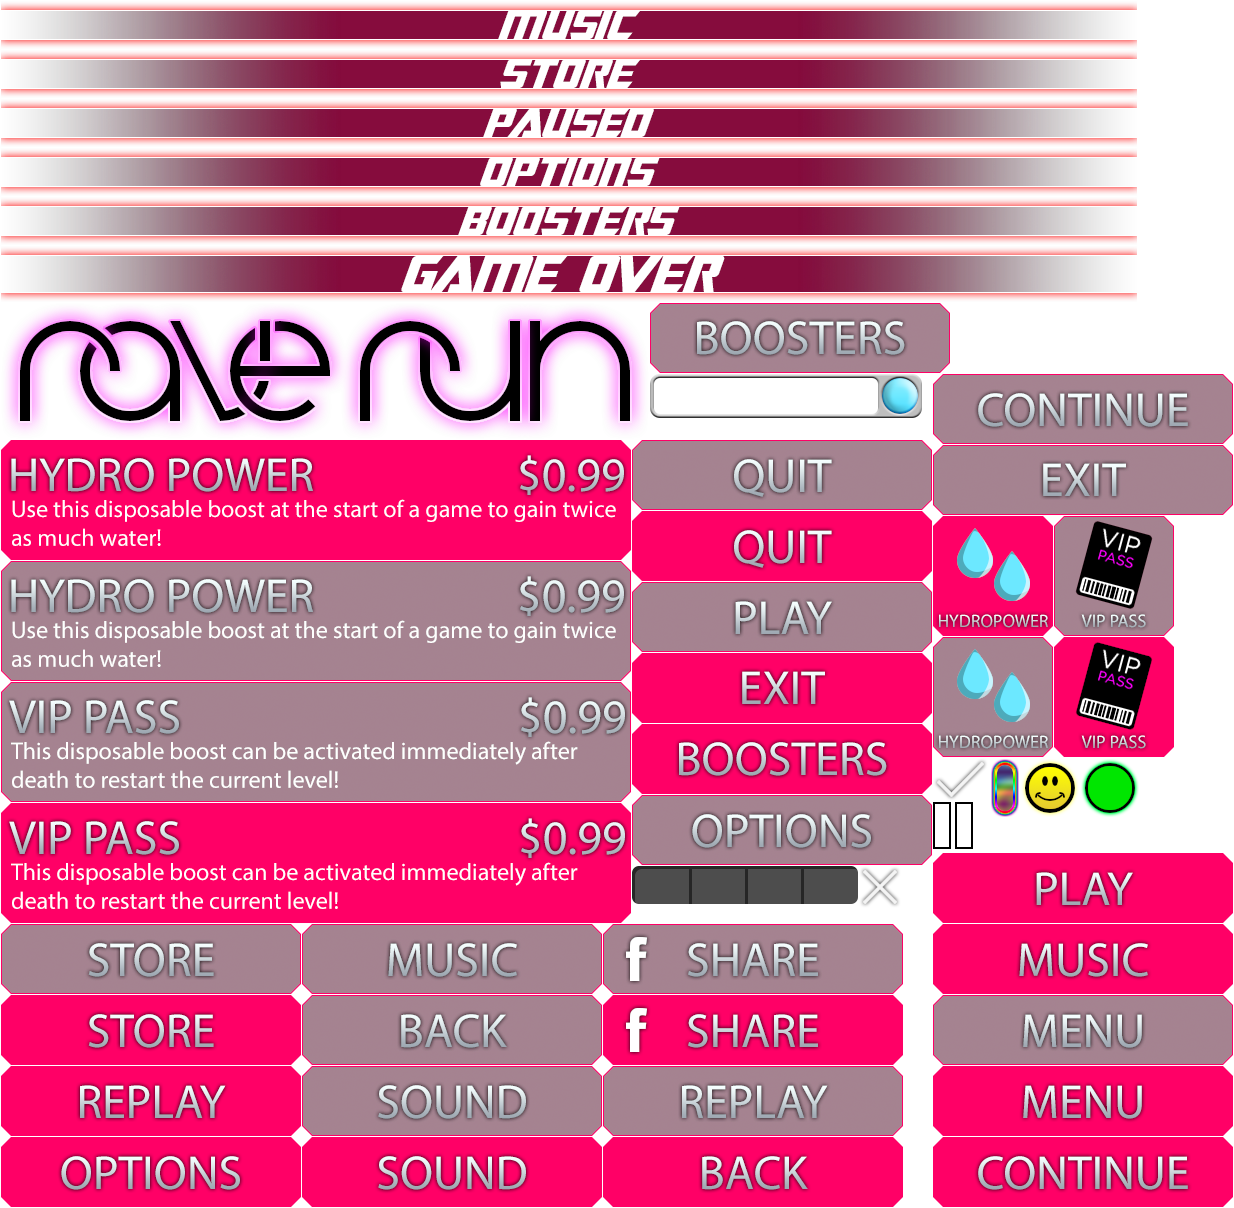 MUSIC
STORE
PAUSED
OPTIONS
BOOSTERS
GAME OVER
rave run
BOOSTERS
CONTINUE
EXIT
HYDRO POWER $0.99
Use this disposable boost at the start of a game to gain twice
as much water!
HYDRO POWER $0.99
Use this disposable boost at the start of a game to gain twice
as much water!
VIP PASS $0.99
This disposable boost can be activated immediately after
death to restart the current level!
VIP PASS $0.99
This disposable boost can be activated immediately after
death to restart the current level!
QUIT
QUIT
PLAY
EXIT
BOOSTERS
OPTIONS
VIP
PASS
HYDROPOWER
VIP PASS
VIP
PASS
HYDROPOWER
VIP PASS
PLAY
STORE
MUSIC
f SHARE
MUSIC
STORE
BACK
f SHARE
MENU
REPLAY
SOUND
REPLAY
MENU
OPTIONS
SOUND
BACK
CONTINUE